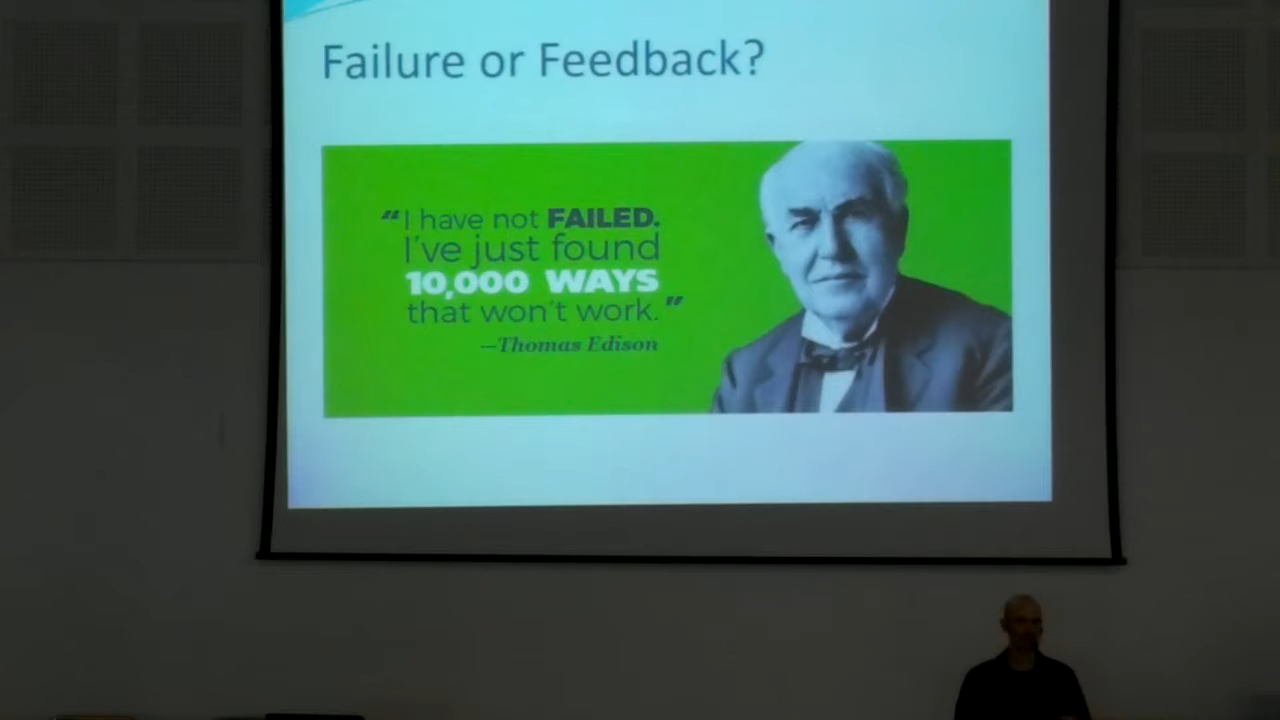 Failure or Feedback?
“I have not FAILED.
I've just found
10,000 WAYS
that won't work.”
—Thomas Edison